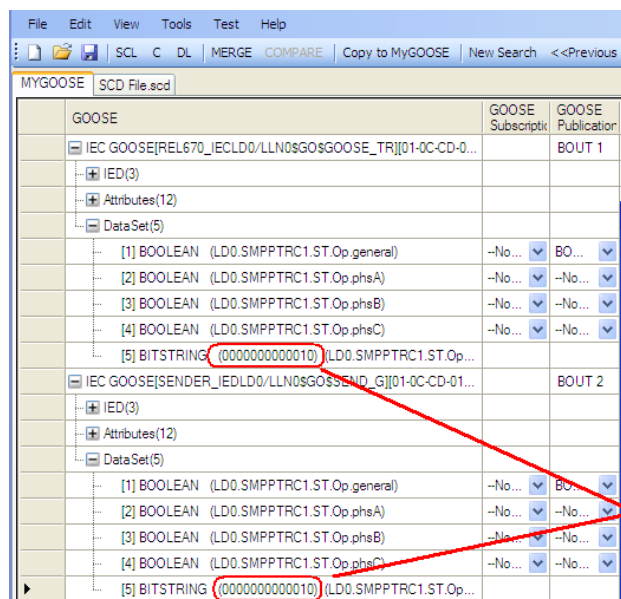 File Edit View Tools Test Help
SCL C DL MERGE COMPARE Copy to MyGOOSE New Search <<Previous
MYGOOSE SCD File.scd
GOOSE GOOSE Subscriptic GOOSE Publication
IEC GOOSE[REL670_IECLD0/LLN0$GO$GOOSE_TR][01-0C-CD-0... BOUT 1
IED(3)
Attributes(12)
DataSet(5)
[1] BOOLEAN (LD0.SMPPTRC1.ST.Op.general) --No... BO...
[2] BOOLEAN (LD0.SMPPTRC1.ST.Op.phsA) --No... --No...
[3] BOOLEAN (LD0.SMPPTRC1.ST.Op.phsB) --No... --No...
[4] BOOLEAN (LD0.SMPPTRC1.ST.Op.phsC) --No... --No...
[5] BITSTRING (0000000000010) (LD0.SMPPTRC1.ST.Op...
IEC GOOSE[SENDER_IEDLD0/LLN0$GO$SEND_G][01-0C-CD-01... BOUT 2
IED(3)
Attributes(12)
DataSet(5)
[1] BOOLEAN (LD0.SMPPTRC1.ST.Op.general) --No... BO...
[2] BOOLEAN (LD0.SMPPTRC1.ST.Op.phsA) --No... --No...
[3] BOOLEAN (LD0.SMPPTRC1.ST.Op.phsB) --No... --No...
[4] BOOLEAN (LD0.SMPPTRC1.ST.Op.phsC) --No... --No...
[5] BITSTRING (0000000000010) (LD0.SMPPTRC1.ST.Op...